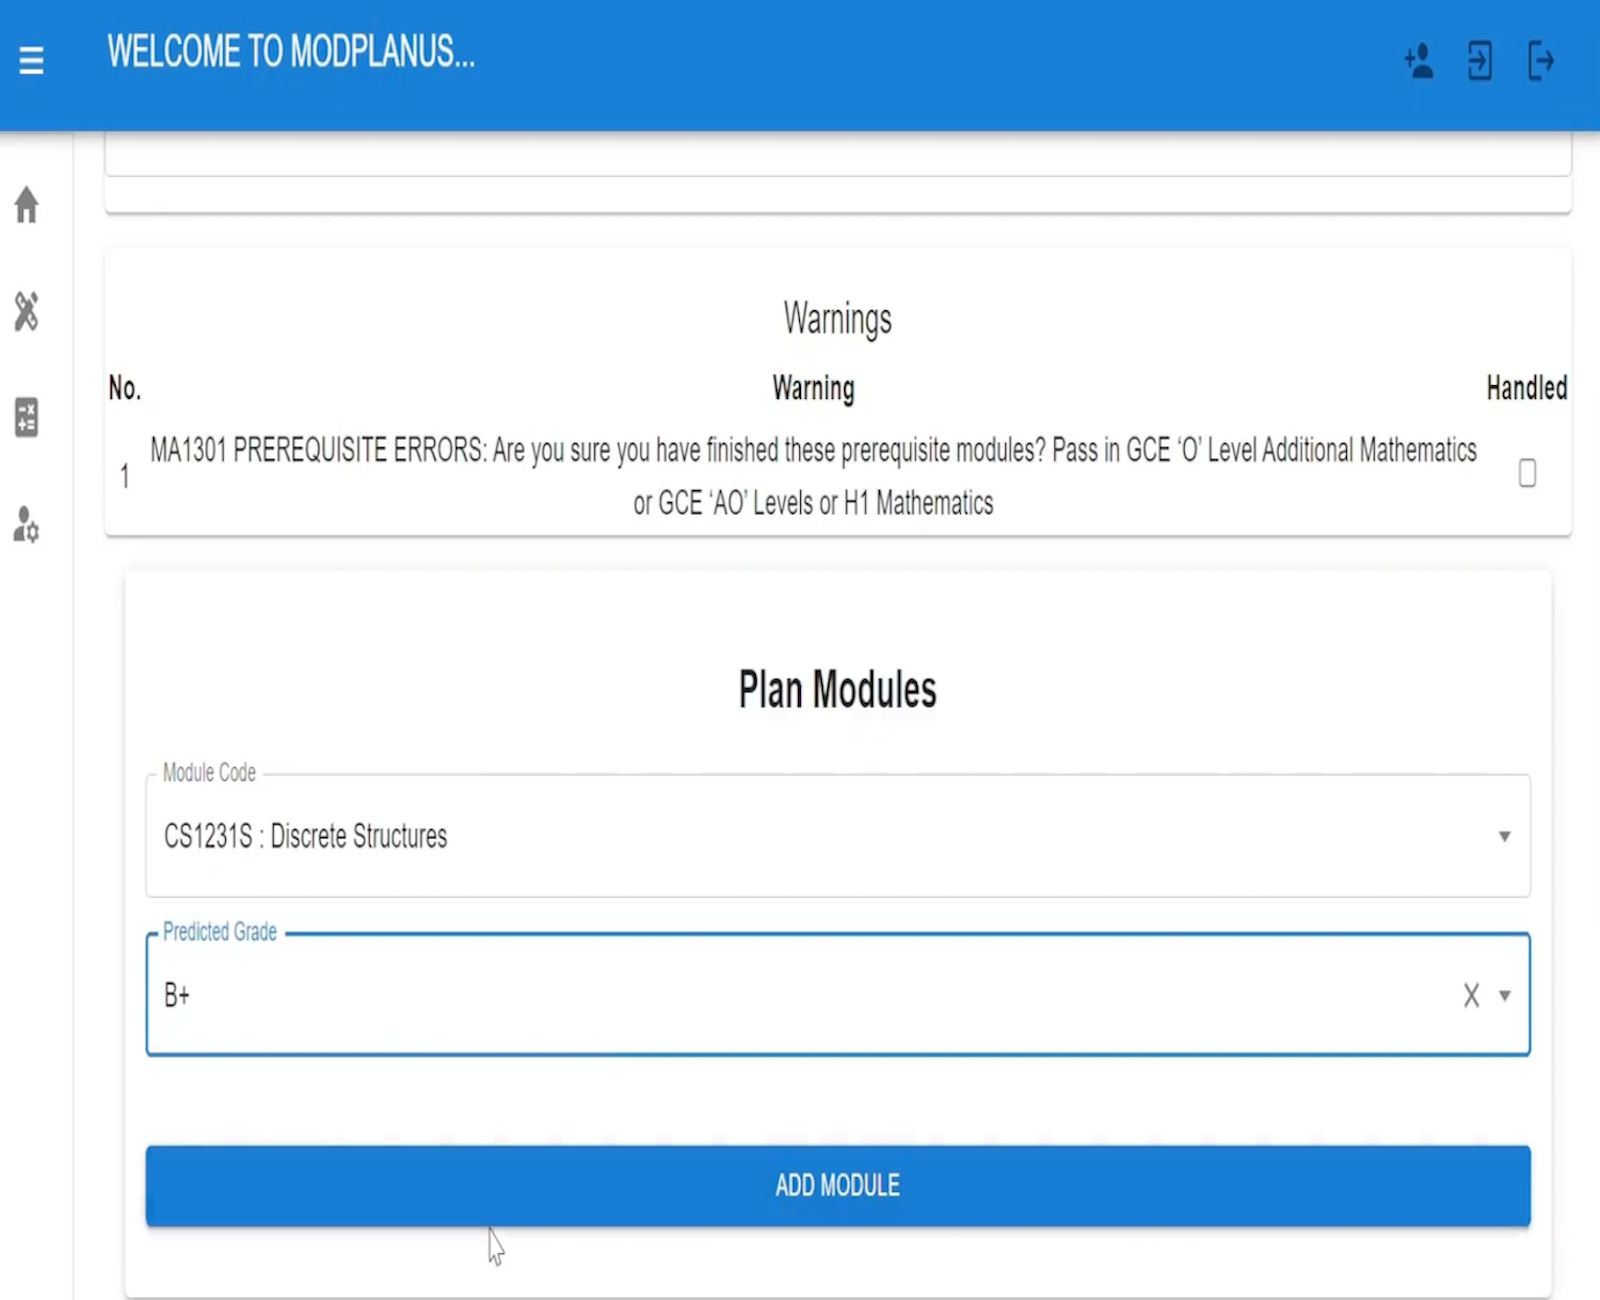 WELCOME TO MODPLANUS...
Warnings
No. Warning Handled
MA1301 PREREQUISITE ERRORS: Are you sure you have finished these prerequisite modules? Pass in GCE ‘O’ Level Additional Mathematics
1
or GCE ‘AO’ Levels or H1 Mathematics
Plan Modules
Module Code
CS1231S : Discrete Structures
Predicted Grade
B+
ADD MODULE